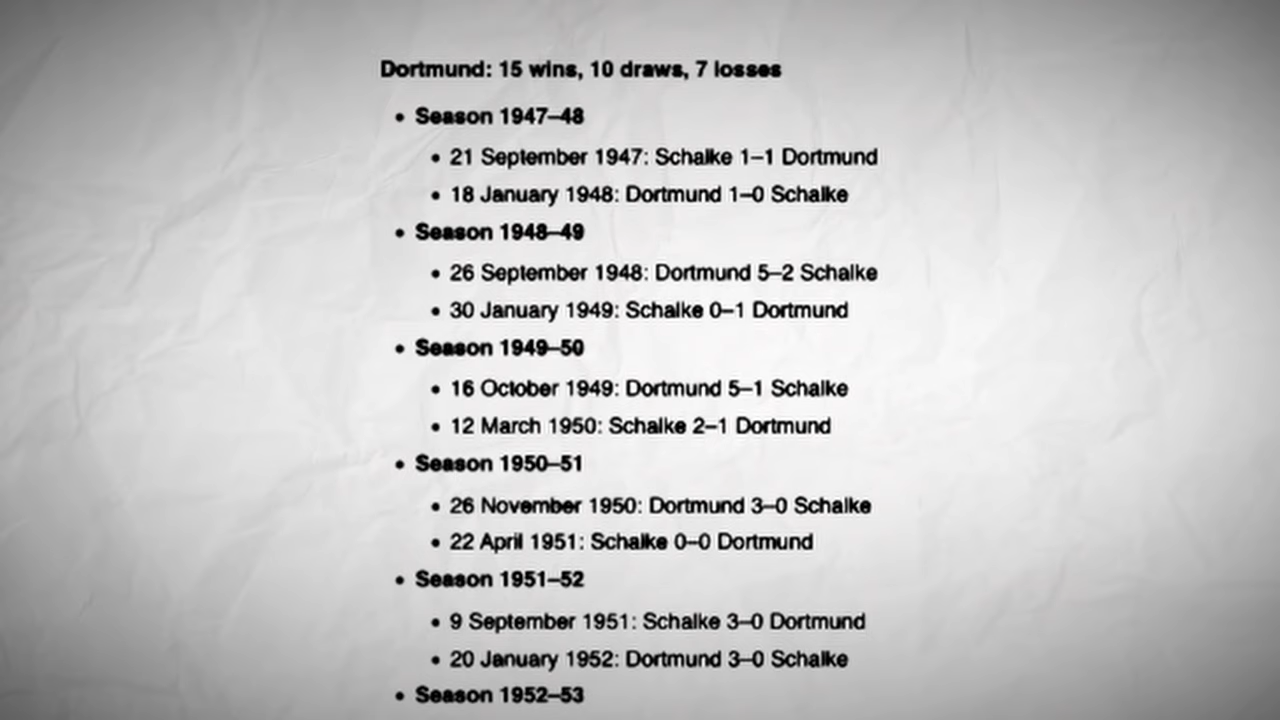 Dortmund: 15 wins, 10 draws, 7 losses
• Season 1947–48
• 21 September 1947: Schalke 1–1 Dortmund
• 18 January 1948: Dortmund 1–0 Schalke
• Season 1948–49
• 26 September 1948: Dortmund 5–2 Schalke
• 30 January 1949: Schalke 0–1 Dortmund
• Season 1949–50
• 16 October 1949: Dortmund 5–1 Schalke
• 12 March 1950: Schalke 2–1 Dortmund
• Season 1950–51
• 26 November 1950: Dortmund 3–0 Schalke
• 22 April 1951: Schalke 0–0 Dortmund
• Season 1951–52
• 9 September 1951: Schalke 3–0 Dortmund
• 20 January 1952: Dortmund 3–0 Schalke
• Season 1952–53